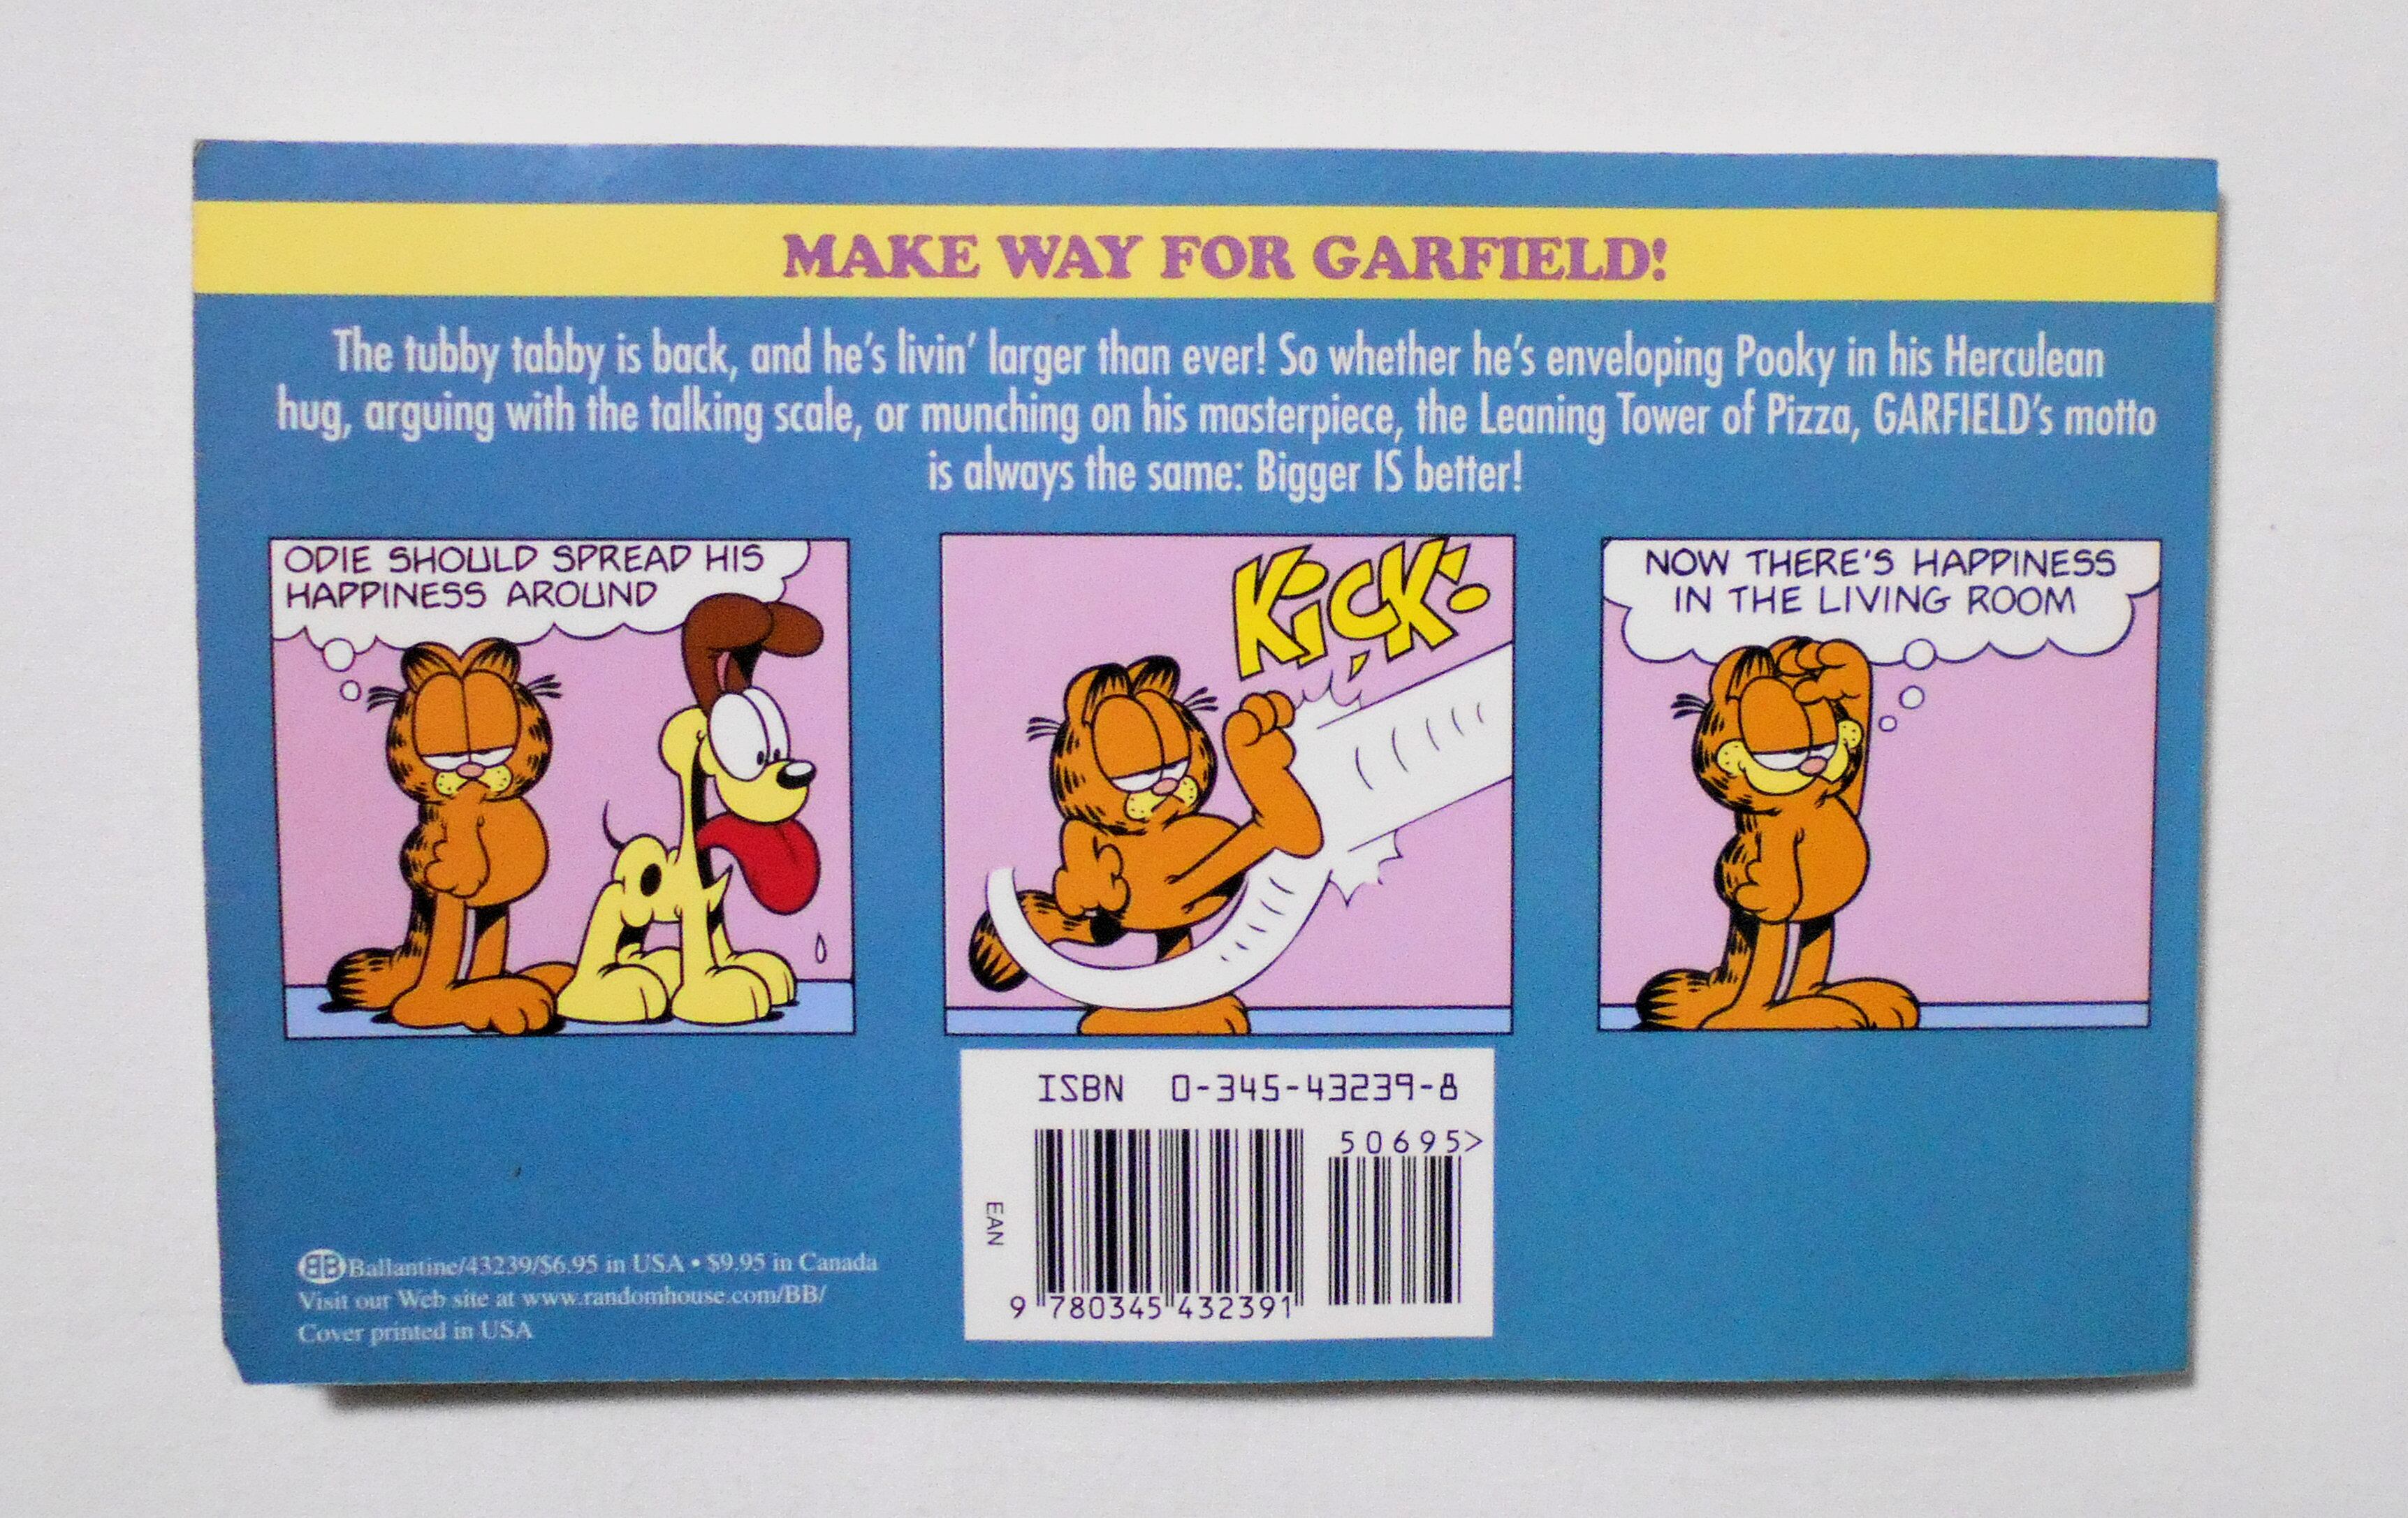 MAKE WAY FOR GARFIELD!
The tubby tabby is back, and he's livin' larger than ever! So whether he's enveloping Pooky in his Herculean
hug, arguing with the talking scale, or munching on his masterpiece, the Leaning Tower of Pizza, GARFIELD's motto
is always the same: Bigger IS better!
ODIE SHOULD SPREAD HIS
HAPPINESS AROUND
KICK!
NOW THERE'S HAPPINESS
IN THE LIVING ROOM
ISBN 0-345-43239-8
50695>
EAN
9 780345 432391
BB Ballantine/43239/$6.95 in USA • $9.95 in Canada
Visit our Web site at www.randomhouse.com/BB/
Cover printed in USA